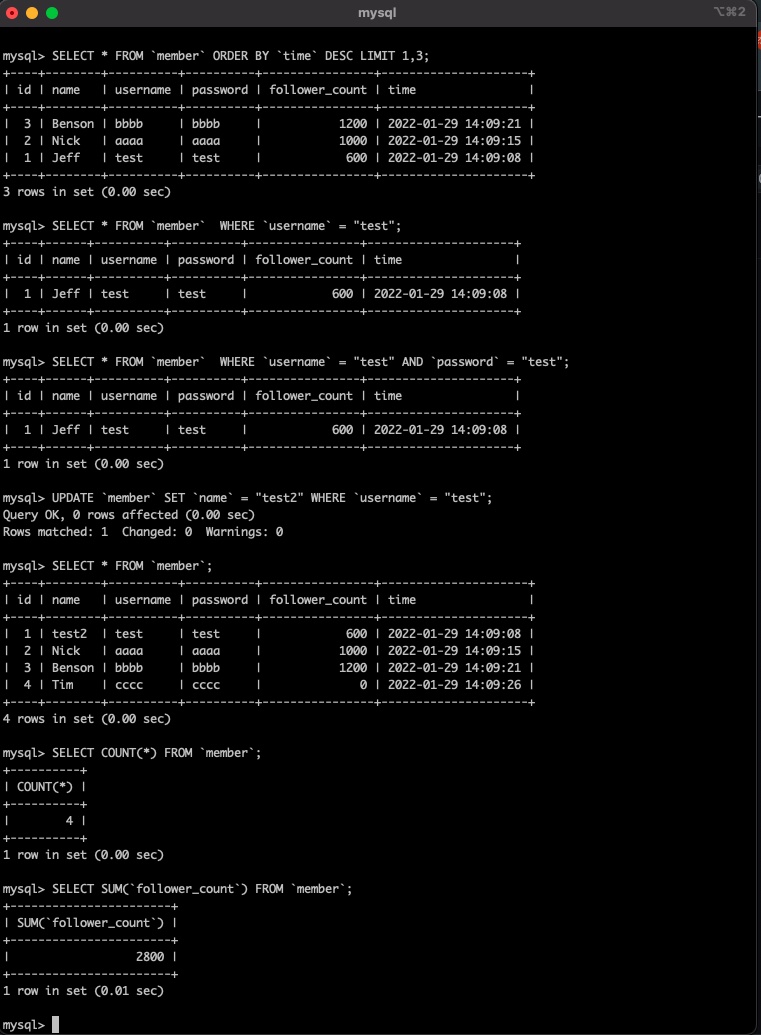 mysql
⌥⌘2
mysql> SELECT * FROM `member` ORDER BY `time` DESC LIMIT 1,3;
+----+--------+----------+----------+----------------+---------------------+
| id | name   | username | password | follower_count | time                |
+----+--------+----------+----------+----------------+---------------------+
|  3 | Benson | bbbb     | bbbb     |           1200 | 2022-01-29 14:09:21 |
|  2 | Nick   | aaaa     | aaaa     |           1000 | 2022-01-29 14:09:15 |
|  1 | Jeff   | test     | test     |            600 | 2022-01-29 14:09:08 |
+----+--------+----------+----------+----------------+---------------------+
3 rows in set (0.00 sec)
mysql> SELECT * FROM `member`  WHERE `username` = "test";
+----+------+----------+----------+----------------+---------------------+
| id | name | username | password | follower_count | time                |
+----+------+----------+----------+----------------+---------------------+
|  1 | Jeff | test     | test     |            600 | 2022-01-29 14:09:08 |
+----+------+----------+----------+----------------+---------------------+
1 row in set (0.00 sec)
mysql> SELECT * FROM `member`  WHERE `username` = "test" AND `password` = "test";
+----+------+----------+----------+----------------+---------------------+
| id | name | username | password | follower_count | time                |
+----+------+----------+----------+----------------+---------------------+
|  1 | Jeff | test     | test     |            600 | 2022-01-29 14:09:08 |
+----+------+----------+----------+----------------+---------------------+
1 row in set (0.00 sec)
mysql> UPDATE `member` SET `name` = "test2" WHERE `username` = "test";
Query OK, 0 rows affected (0.00 sec)
Rows matched: 1  Changed: 0  Warnings: 0
mysql> SELECT * FROM `member`;
+----+--------+----------+----------+----------------+---------------------+
| id | name   | username | password | follower_count | time                |
+----+--------+----------+----------+----------------+---------------------+
|  1 | test2  | test     | test     |            600 | 2022-01-29 14:09:08 |
|  2 | Nick   | aaaa     | aaaa     |           1000 | 2022-01-29 14:09:15 |
|  3 | Benson | bbbb     | bbbb     |           1200 | 2022-01-29 14:09:21 |
|  4 | Tim    | cccc     | cccc     |              0 | 2022-01-29 14:09:26 |
+----+--------+----------+----------+----------------+---------------------+
4 rows in set (0.00 sec)
mysql> SELECT COUNT(*) FROM `member`;
+----------+
| COUNT(*) |
+----------+
|        4 |
+----------+
1 row in set (0.00 sec)
mysql> SELECT SUM(`follower_count`) FROM `member`;
+-----------------------+
| SUM(`follower_count`) |
+-----------------------+
|                  2800 |
+-----------------------+
1 row in set (0.01 sec)
mysql>